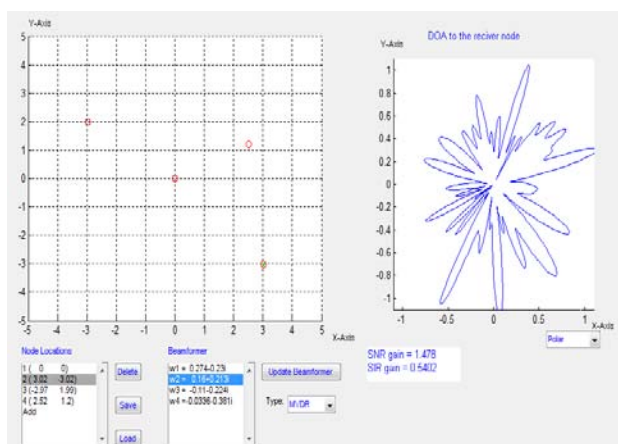 Y-Axis
5
4
3
2
1
0
-1
-2
-3
-4
-5
-5 -4 -3 -2 -1 0 1 2 3 4 5
X-Axis
DOA to the reciver node
Y-Axis
1
0.8
0.6
0.4
0.2
0
-0.2
-0.4
-0.6
-0.8
-1
-1 -0.5 0 0.5 1
X-Axis
Polar
Node Locations
1 ( 0 0)
2 ( 3.02 -3.02)
3 (-2.97 1.99)
4 ( 2.52 1.2)
Add
Delete
Save
Load
Beamformer
w1 = 0.274-0.23i
w2 = 0.16+0.213i
w3 = -0.11-0.224i
w4 =-0.0336-0.381i
Update Beamformer
Type: MVDR
SNR gain = 1.478
SIR gain = 0.5402